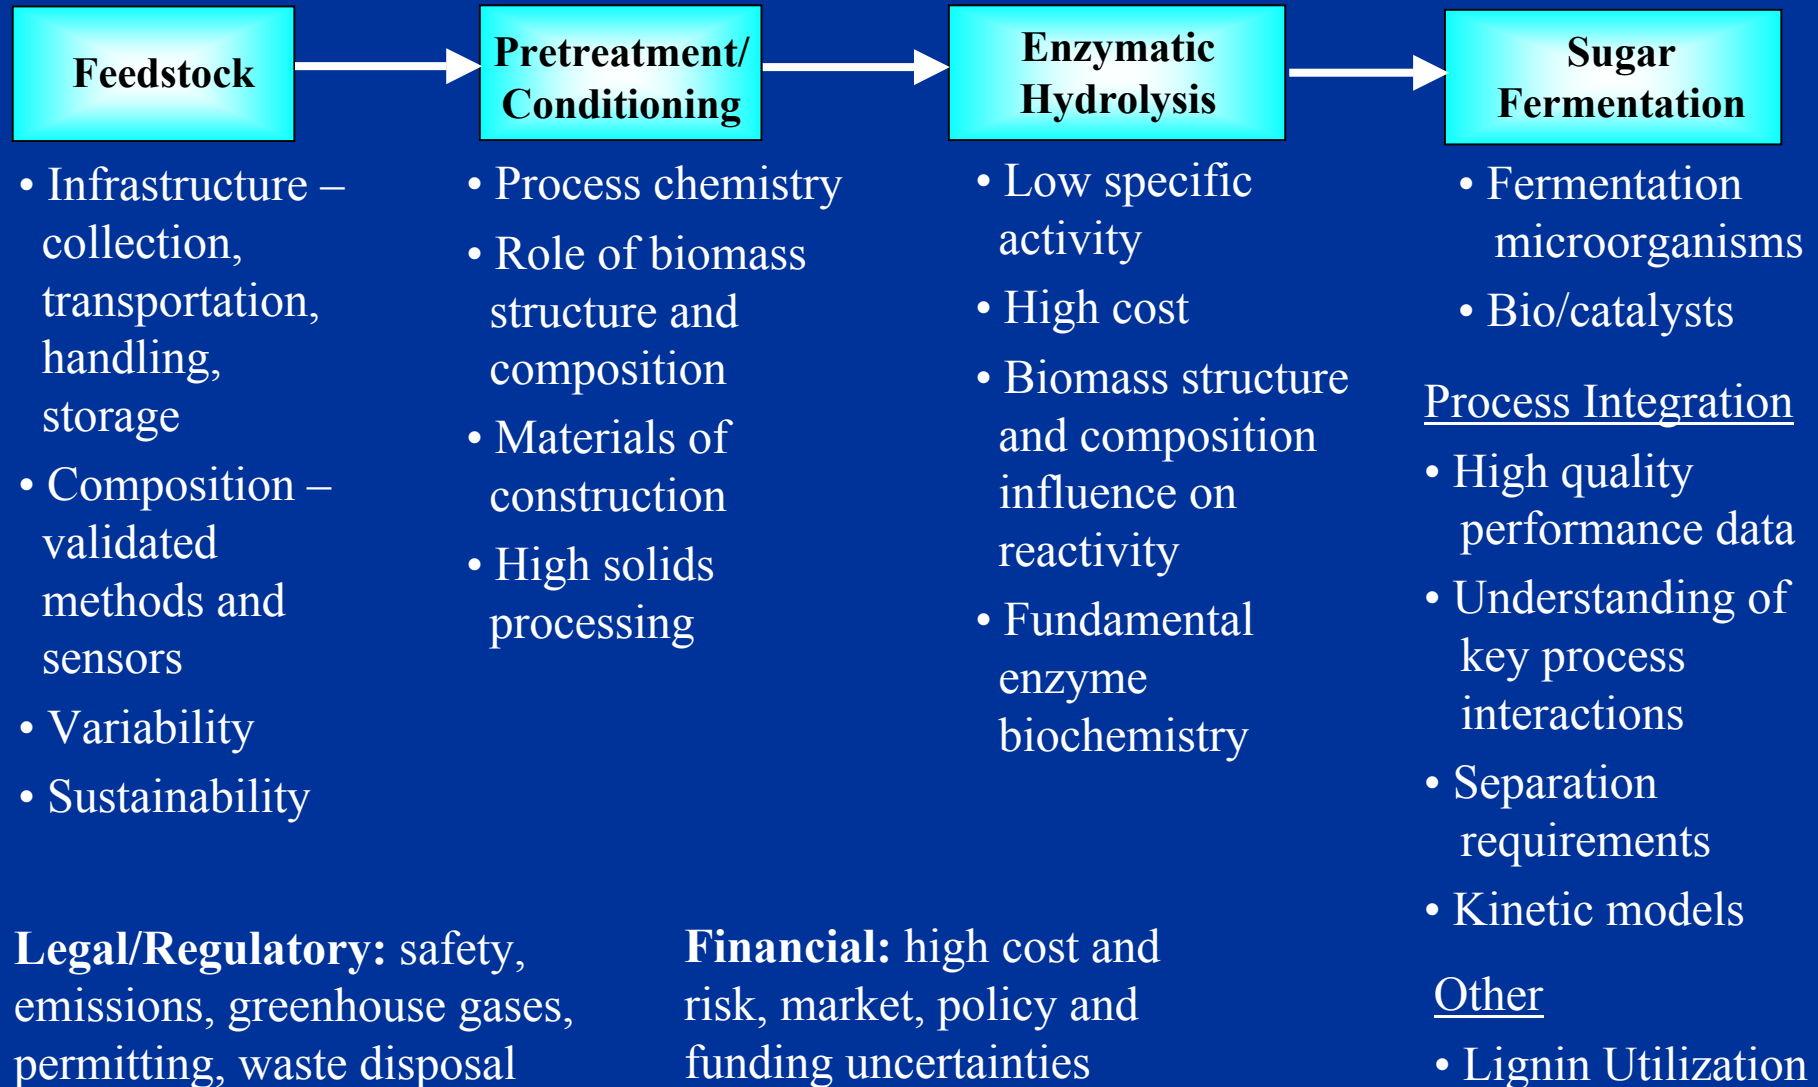 Feedstock
Pretreatment/
Conditioning
Enzymatic
Hydrolysis
Sugar
Fermentation
• Infrastructure –
collection,
transportation,
handling,
storage
• Composition –
validated
methods and
sensors
• Variability
• Sustainability
• Process chemistry
• Role of biomass
structure and
composition
• Materials of
construction
• High solids
processing
• Low specific
activity
• High cost
• Biomass structure
and composition
influence on
reactivity
• Fundamental
enzyme
biochemistry
• Fermentation
microorganisms
• Bio/catalysts
Process Integration
• High quality
performance data
• Understanding of
key process
interactions
• Separation
requirements
• Kinetic models
Other
• Lignin Utilization
Legal/Regulatory: safety,
emissions, greenhouse gases,
permitting, waste disposal
Financial: high cost and
risk, market, policy and
funding uncertainties